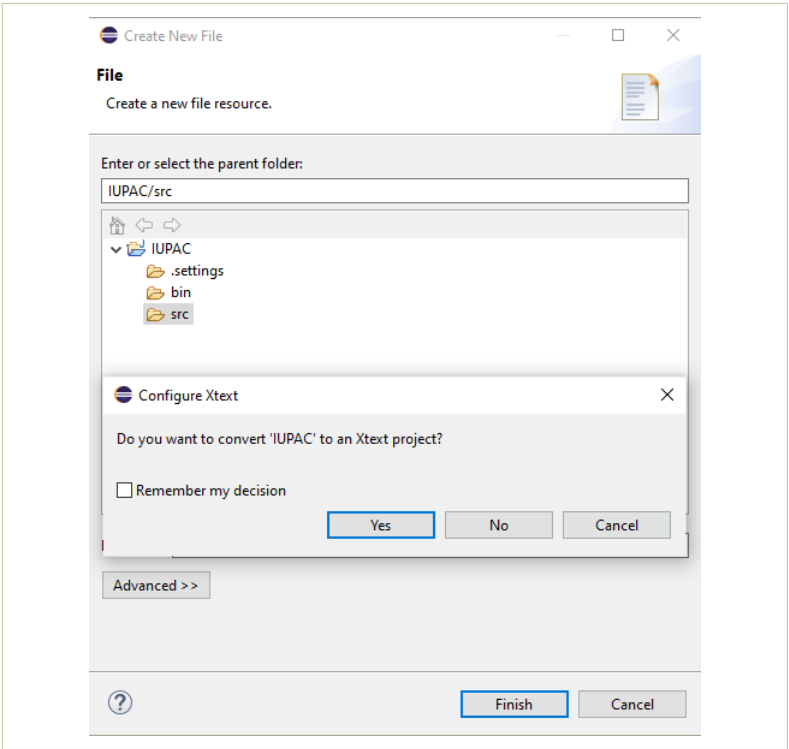 Create New File
File
Create a new file resource.
Enter or select the parent folder:
IUPAC/src
IUPAC
.settings
bin
src
Configure Xtext
Do you want to convert 'IUPAC' to an Xtext project?
Remember my decision
Yes No Cancel
Advanced >>
Finish Cancel